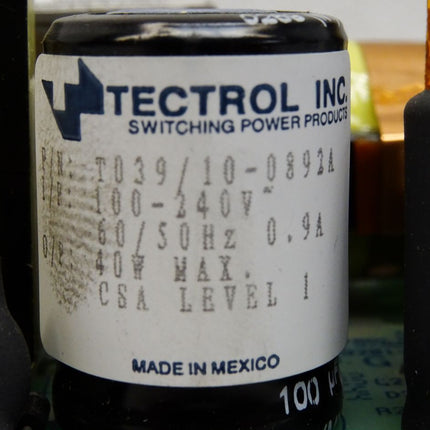 TECTROL INC.
SWITCHING POWER PRODUCTS
P/N: T039/10-0892A
I/P: 100-240V~
60/50Hz 0.9A
O/P: 40W MAX.
CSA LEVEL 1
MADE IN MEXICO
100 µF